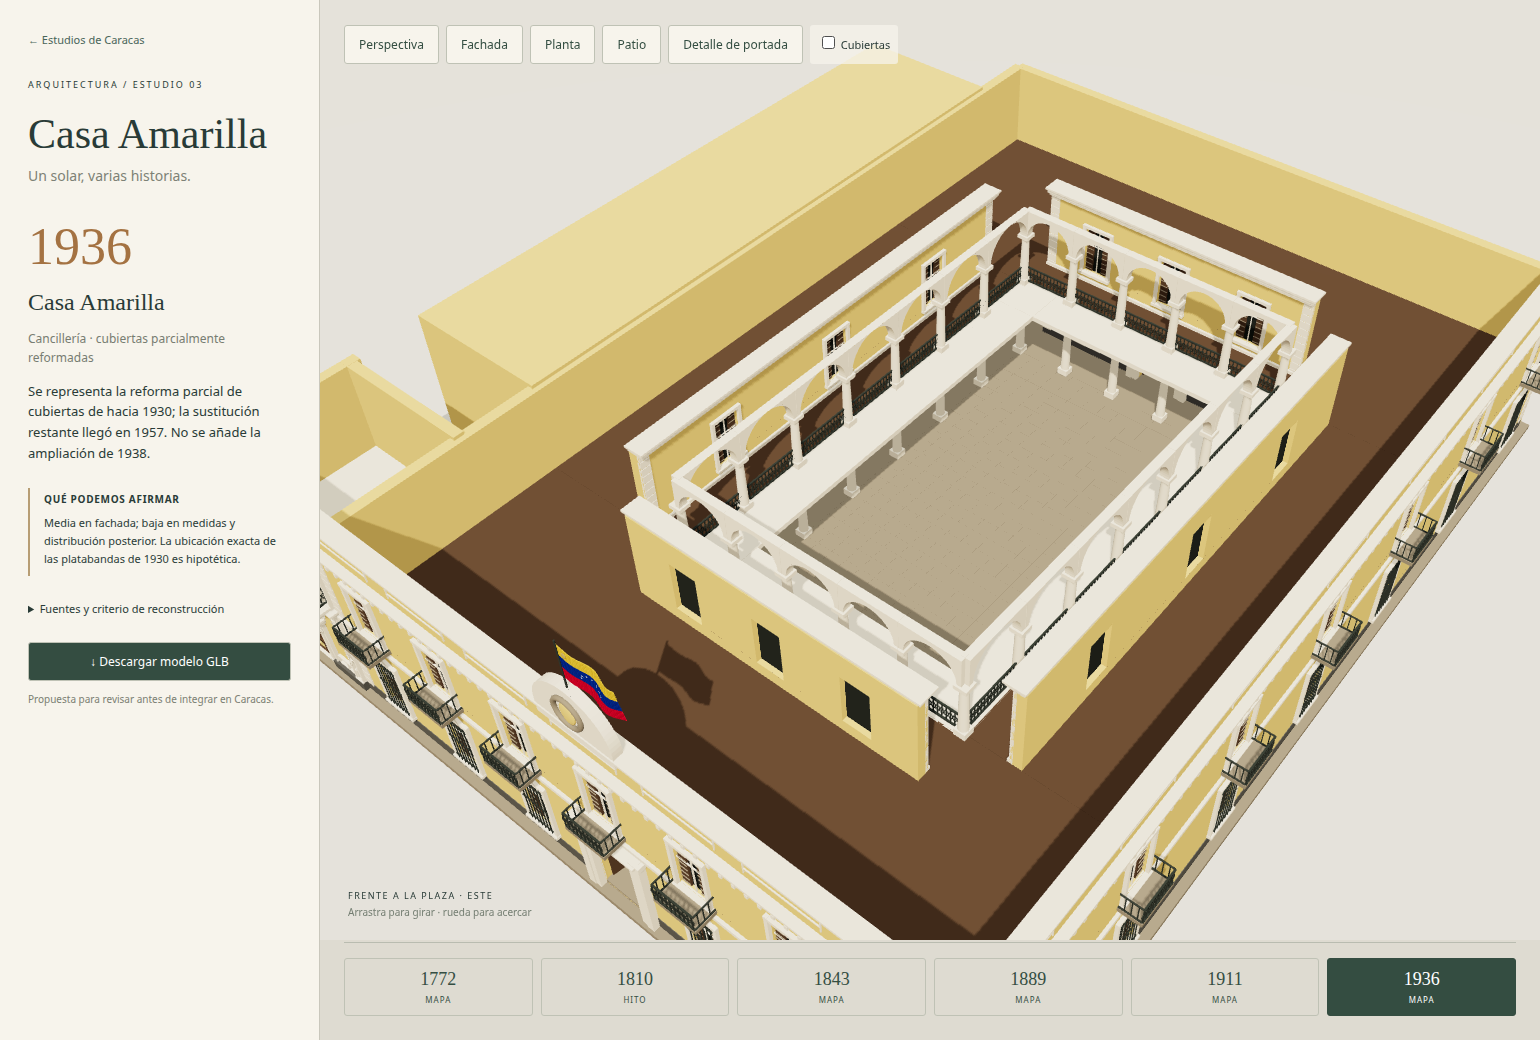 ← Estudios de Caracas
ARQUITECTURA / ESTUDIO 03
Casa Amarilla
Un solar, varias historias.
1936
Casa Amarilla
Cancillería · cubiertas parcialmente
reformadas
Se representa la reforma parcial de
cubiertas de hacia 1930; la sustitución
restante llegó en 1957. No se añade la
ampliación de 1938.
QUÉ PODEMOS AFIRMAR
Media en fachada; baja en medidas y
distribución posterior. La ubicación exacta de
las platabandas de 1930 es hipotética.
▶ Fuentes y criterio de reconstrucción
↓ Descargar modelo GLB
Propuesta para revisar antes de integrar en Caracas.
Perspectiva
Fachada
Planta
Patio
Detalle de portada
Cubiertas
FRENTE A LA PLAZA · ESTE
Arrastra para girar · rueda para acercar
1772
MAPA
1810
HITO
1843
MAPA
1889
MAPA
1911
MAPA
1936
MAPA